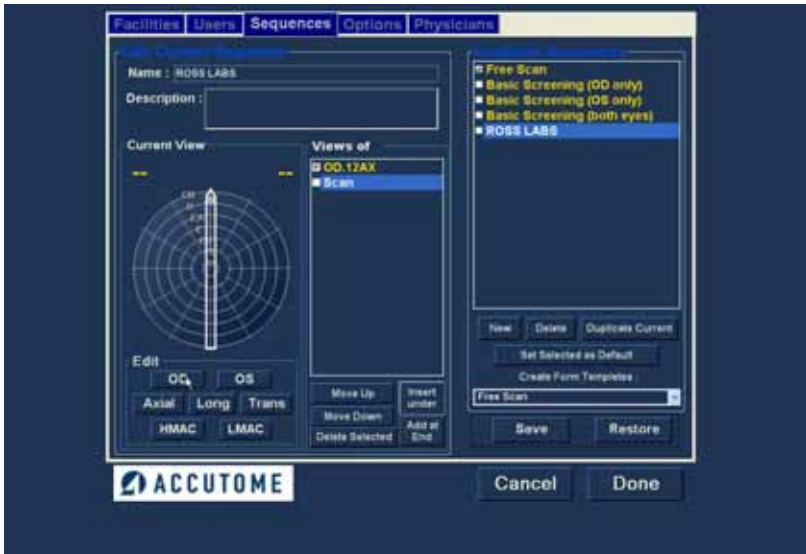 Facilities Users Sequences Options Physicians
Name : ROSS LABS
Description :
Current View
-- --
Edit
OD OS
Axial Long Trans
HMAC LMAC
Views of
OD.12AX
Scan
Move Up
Insert under
Move Down
Add at End
Delete Selected
Free Scan
Basic Screening (OD only)
Basic Screening (OS only)
Basic Screening (both eyes)
ROSS LABS
New Delete Duplicate Current
Set Selected as Default
Create Form Templates :
Free Scan
Save Restore
ACCUTOME
Cancel Done